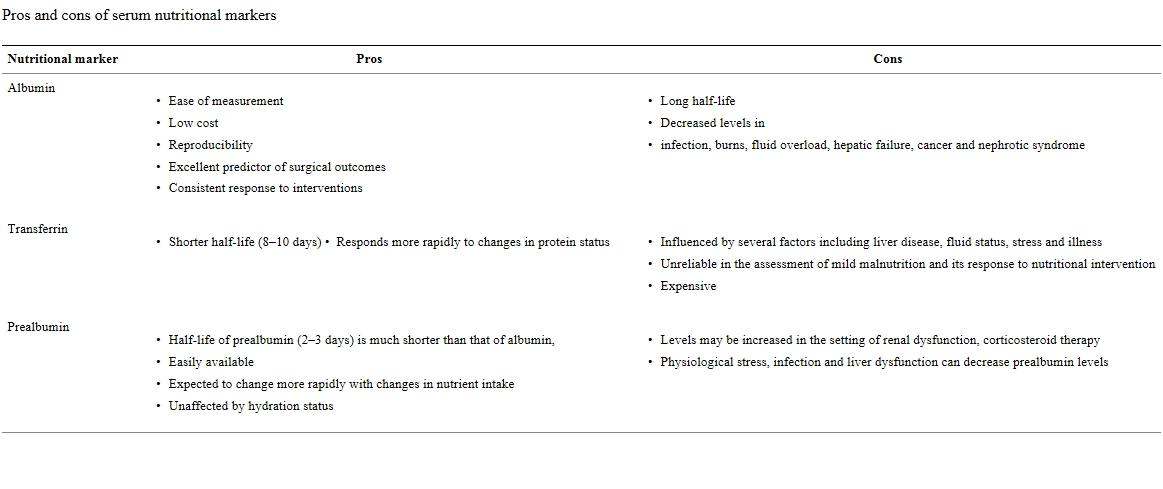 Pros and cons of serum nutritional markers
Nutritional marker Pros Cons
Albumin
• Ease of measurement • Long half-life
• Low cost • Decreased levels in
• Reproducibility • infection, burns, fluid overload, hepatic failure, cancer and nephrotic syndrome
• Excellent predictor of surgical outcomes
• Consistent response to interventions
Transferrin
• Shorter half-life (8–10 days) • Responds more rapidly to changes in protein status • Influenced by several factors including liver disease, fluid status, stress and illness
• Unreliable in the assessment of mild malnutrition and its response to nutritional intervention
• Expensive
Prealbumin
• Half-life of prealbumin (2–3 days) is much shorter than that of albumin, • Levels may be increased in the setting of renal dysfunction, corticosteroid therapy
• Easily available • Physiological stress, infection and liver dysfunction can decrease prealbumin levels
• Expected to change more rapidly with changes in nutrient intake
• Unaffected by hydration status